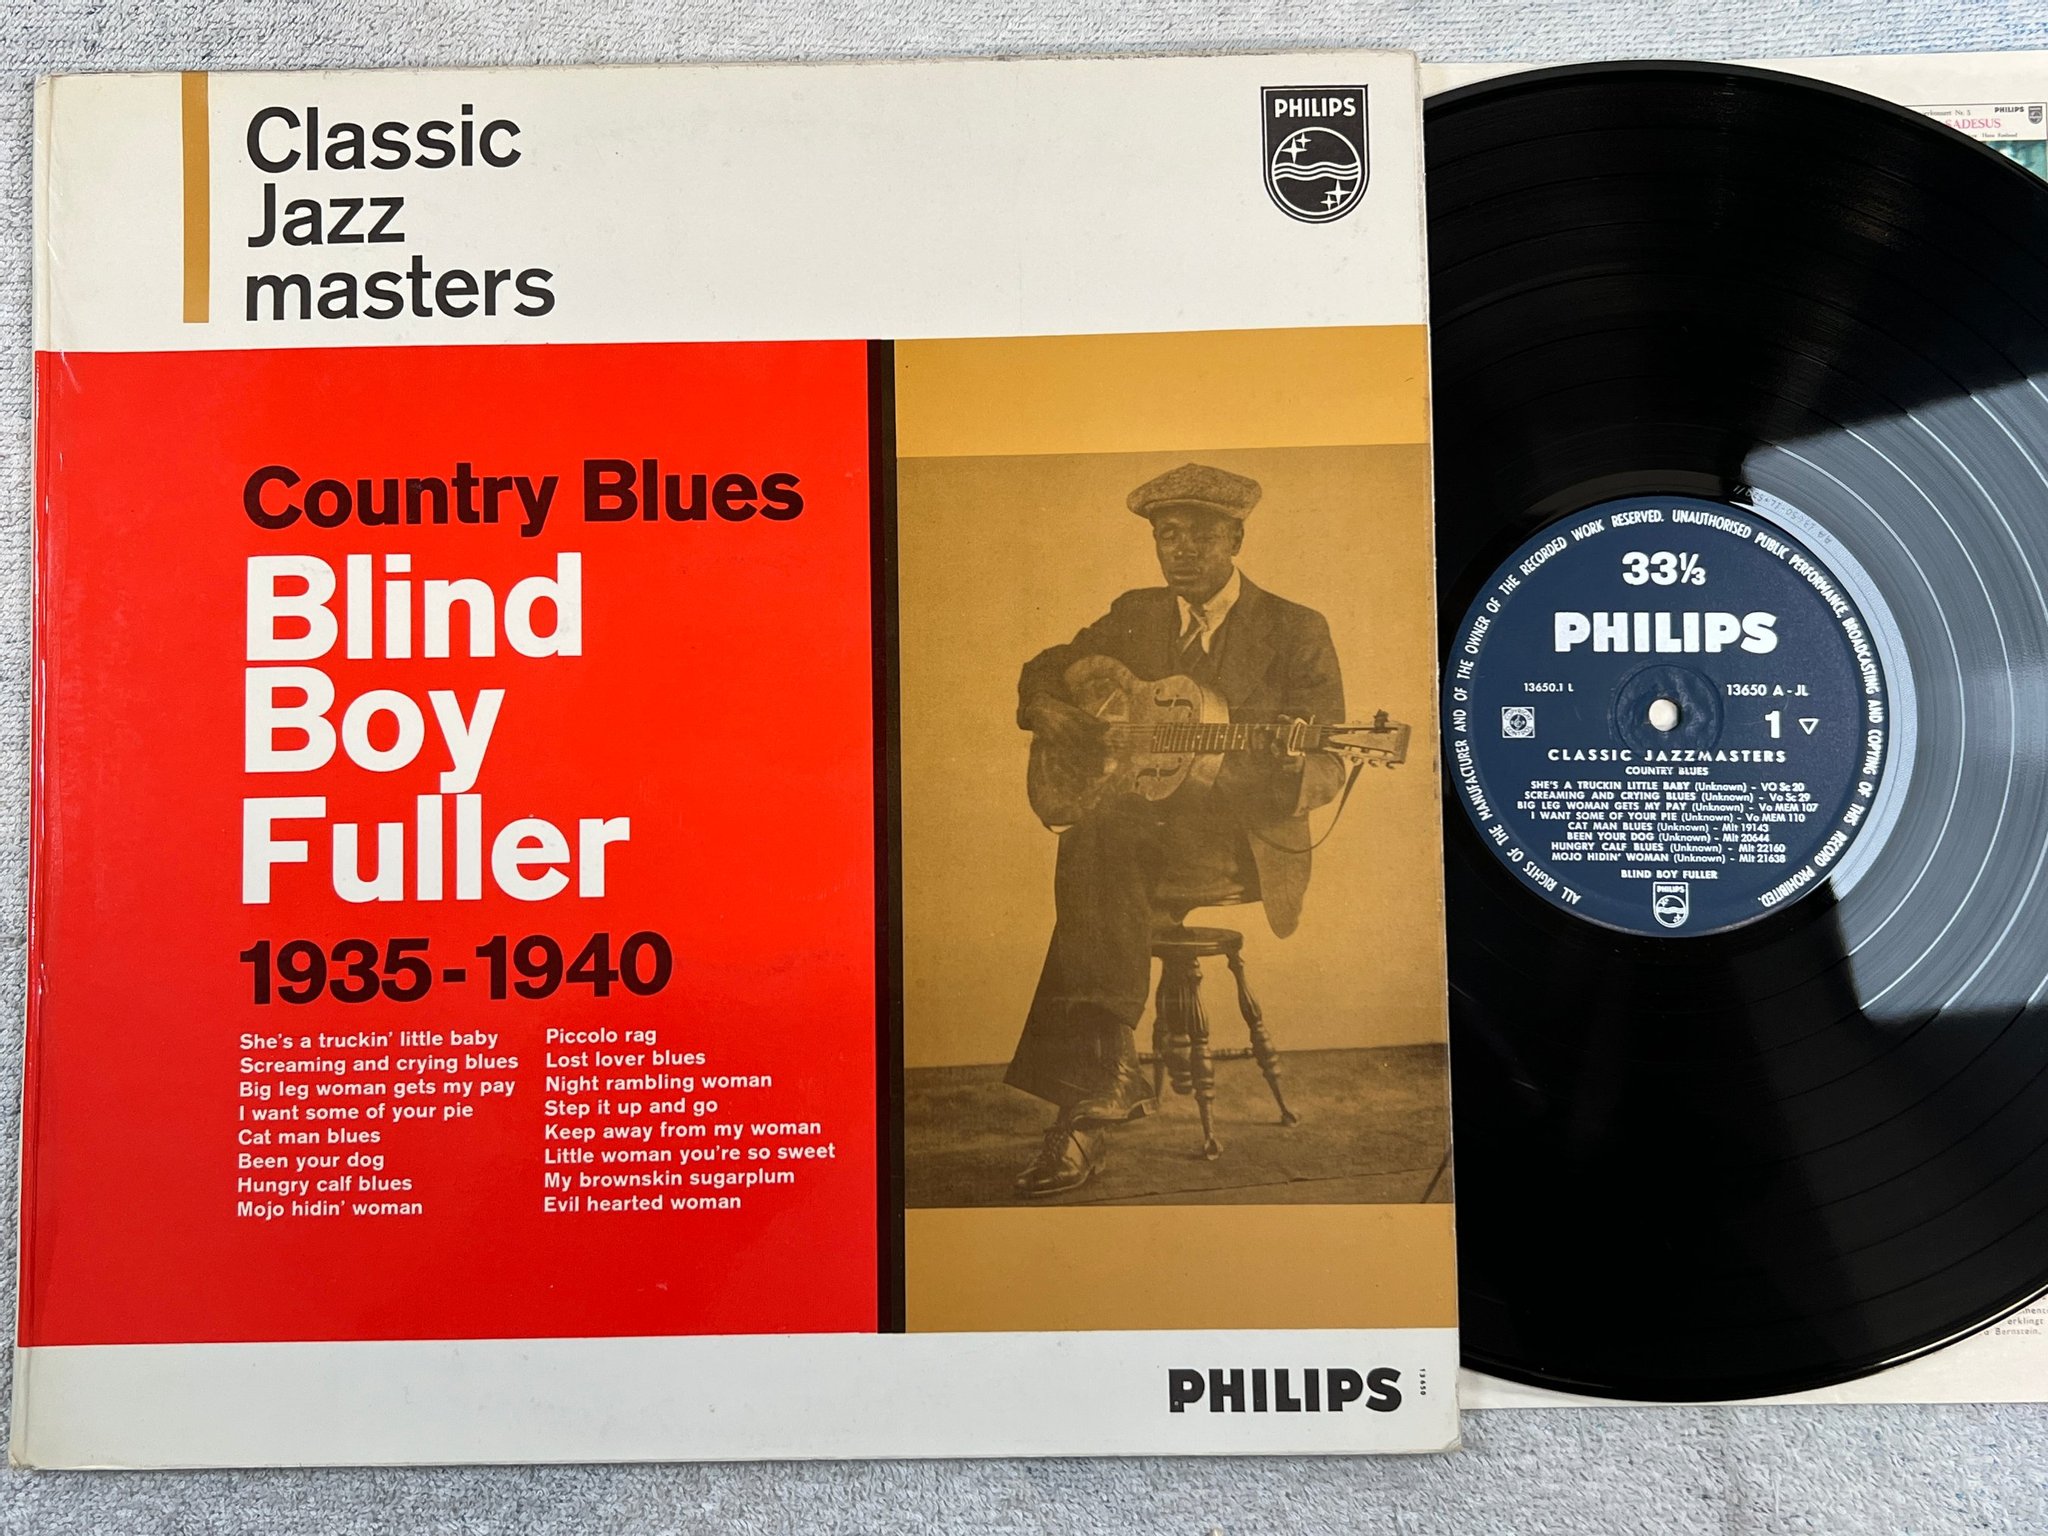 Classic
Jazz
masters
PHILIPS
Country Blues
Blind
Boy
Fuller
1935-1940
She's a truckin' little baby
Screaming and crying blues
Big leg woman gets my pay
I want some of your pie
Cat man blues
Been your dog
Hungry calf blues
Mojo hidin' woman
Piccolo rag
Lost lover blues
Night rambling woman
Step it up and go
Keep away from my woman
Little woman you're so sweet
My brownskin sugarplum
Evil hearted woman
PHILIPS
13650
ALL RIGHTS OF THE MANUFACTURER AND OF THE OWNER OF THE RECORDED WORK RESERVED. UNAUTHORISED PUBLIC PERFORMANCE, BROADCASTING AND COPYING OF THIS RECORD PROHIBITED.
33⅓
PHILIPS
13650.1 L
13650 A - JL
1
CLASSIC JAZZMASTERS
COUNTRY BLUES
SHE'S A TRUCKIN LITTLE BABY (Unknown) - VO Sc 20
SCREAMING AND CRYING BLUES (Unknown) - Vo Sc 29
BIG LEG WOMAN GETS MY PAY (Unknown) - Vo MEM 107
I WANT SOME OF YOUR PIE (Unknown) - Vo MEM 110
CAT MAN BLUES (Unknown) - Mlt 19143
BEEN YOUR DOG (Unknown) - Mlt 20644
HUNGRY CALF BLUES (Unknown) - Mlt 22160
MOJO HIDIN' WOMAN (Unknown) - Mlt 21638
BLIND BOY FULLER
PHILIPS
Nr. 5
PHILIPS
SADESUS
Hans Rosbaud
erklingt
Bernstein.